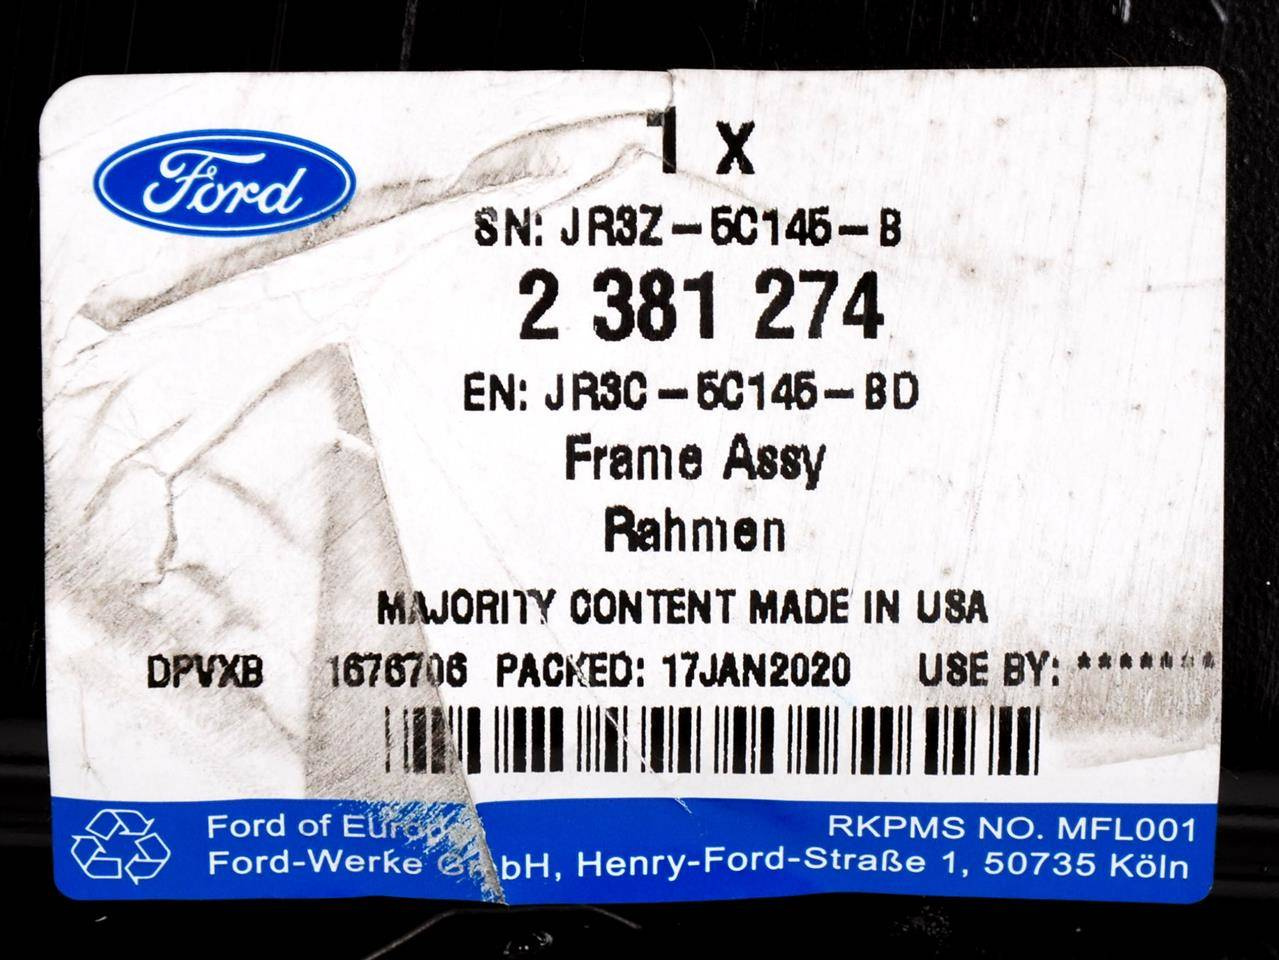 Ford
1 x
SN: JR3Z-5C145-B
2 381 274
EN: JR3C-5C145-BD
Frame Assy
Rahmen
MAJORITY CONTENT MADE IN USA
DPVXB 1676706 PACKED: 17JAN2020 USE BY: *******
Ford of Europe RKPMS NO. MFL001
Ford-Werke GmbH, Henry-Ford-Straße 1, 50735 Köln